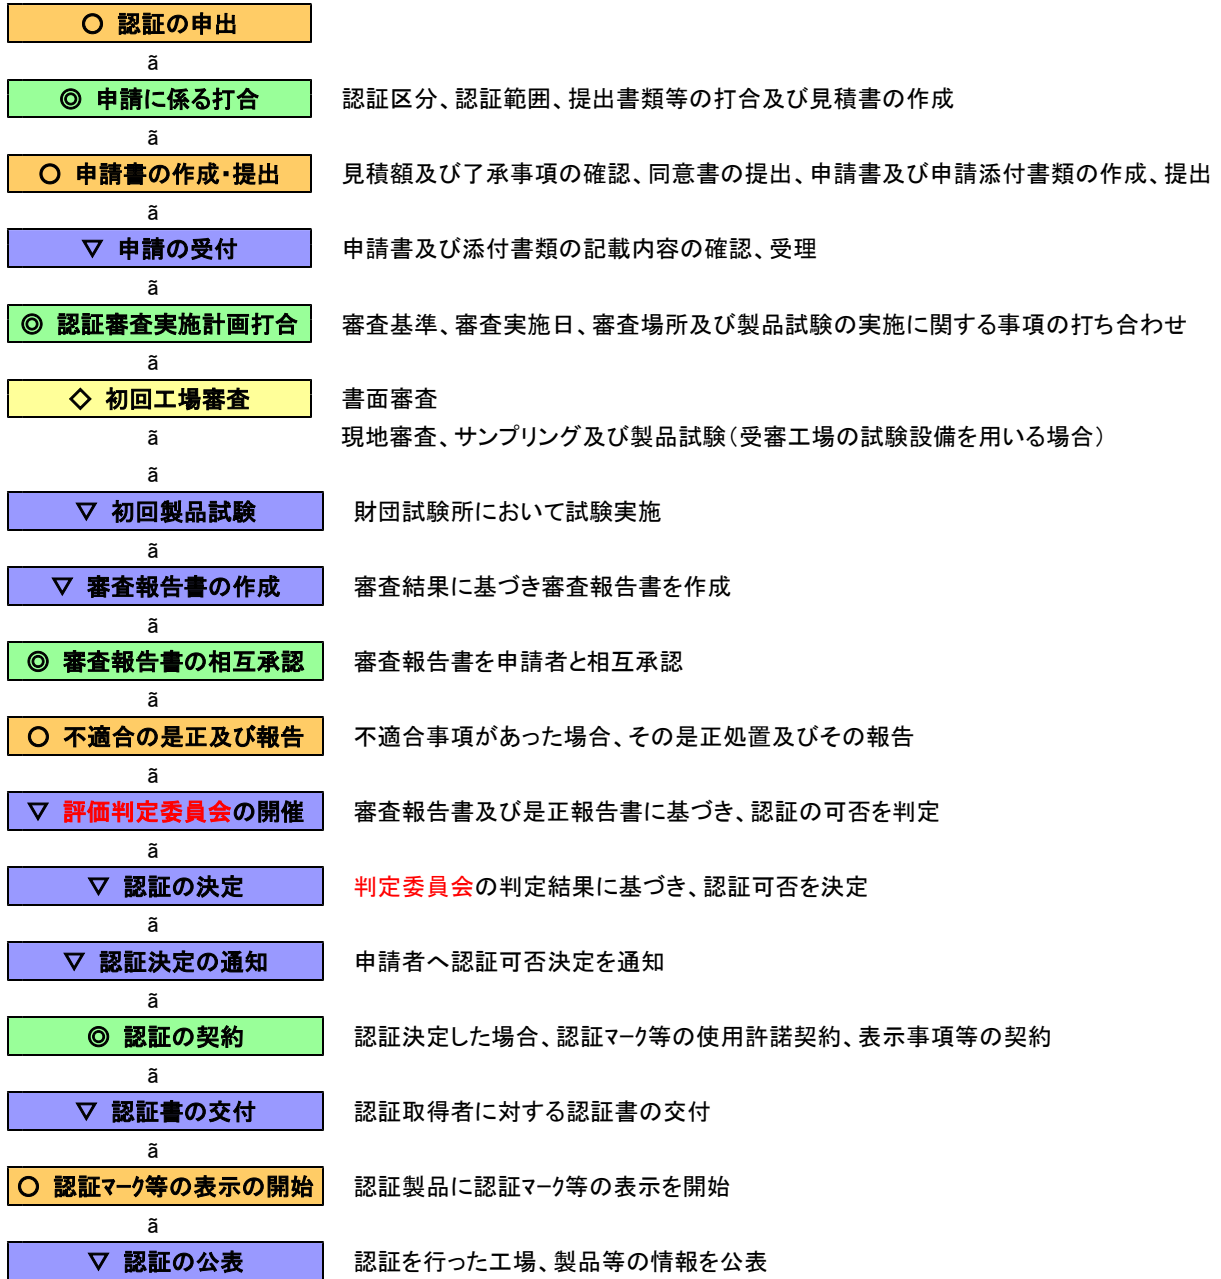 ○ 認証の申出
ã
◎ 申請に係る打合 認証区分、認証範囲、提出書類等の打合及び見積書の作成
ã
○ 申請書の作成・提出 見積額及び了承事項の確認、同意書の提出、申請書及び申請添付書類の作成、提出
ã
▽ 申請の受付 申請書及び添付書類の記載内容の確認、受理
ã
◎ 認証審査実施計画打合 審査基準、審査実施日、審査場所及び製品試験の実施に関する事項の打ち合わせ
ã
◇ 初回工場審査 書面審査
ã 現地審査、サンプリング及び製品試験（受審工場の試験設備を用いる場合）
ã
▽ 初回製品試験 財団試験所において試験実施
ã
▽ 審査報告書の作成 審査結果に基づき審査報告書を作成
ã
◎ 審査報告書の相互承認 審査報告書を申請者と相互承認
ã
○ 不適合の是正及び報告 不適合事項があった場合、その是正処置及びその報告
ã
▽ 評価判定委員会の開催 審査報告書及び是正報告書に基づき、認証の可否を判定
ã
▽ 認証の決定 判定委員会の判定結果に基づき、認証可否を決定
ã
▽ 認証決定の通知 申請者へ認証可否決定を通知
ã
◎ 認証の契約 認証決定した場合、認証ﾏｰｸ等の使用許諾契約、表示事項等の契約
ã
▽ 認証書の交付 認証取得者に対する認証書の交付
ã
○ 認証ﾏｰｸ等の表示の開始 認証製品に認証ﾏｰｸ等の表示を開始
ã
▽ 認証の公表 認証を行った工場、製品等の情報を公表